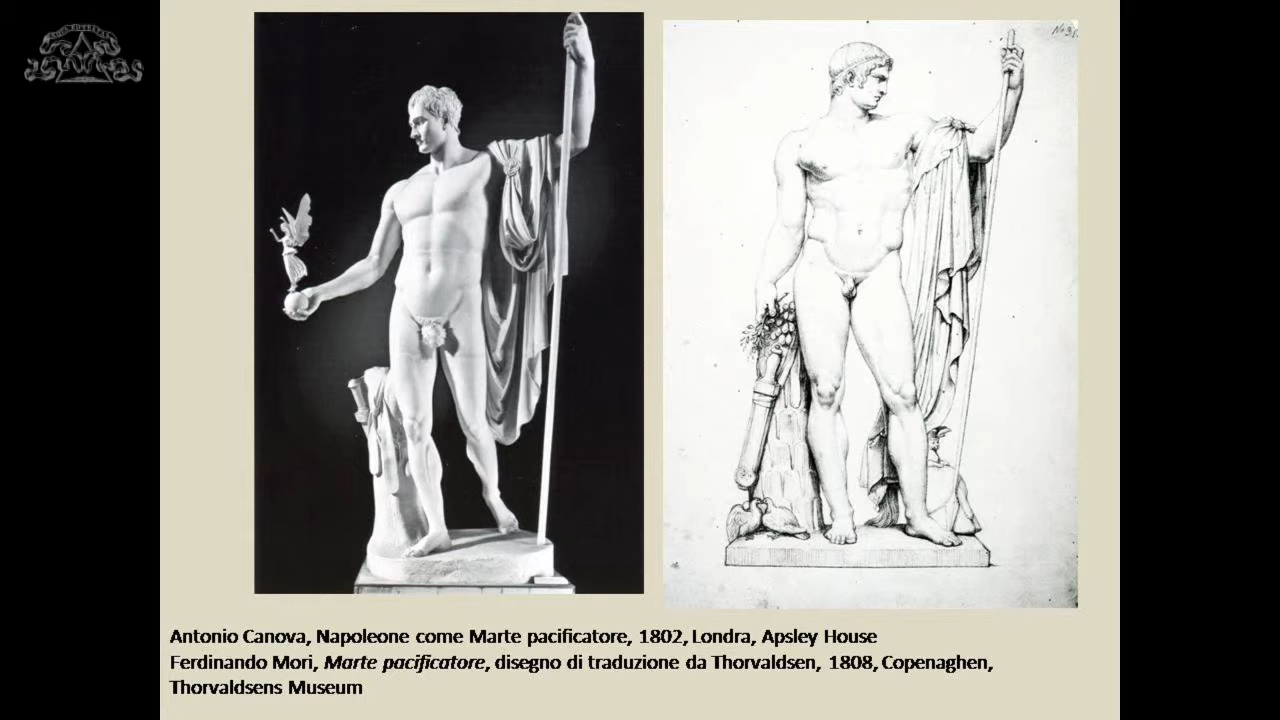 Antonio Canova, Napoleone come Marte pacificatore, 1802, Londra, Apsley House
Ferdinando Mori, Marte pacificatore, disegno di traduzione da Thorvaldsen, 1808, Copenaghen,
Thorvaldsens Museum